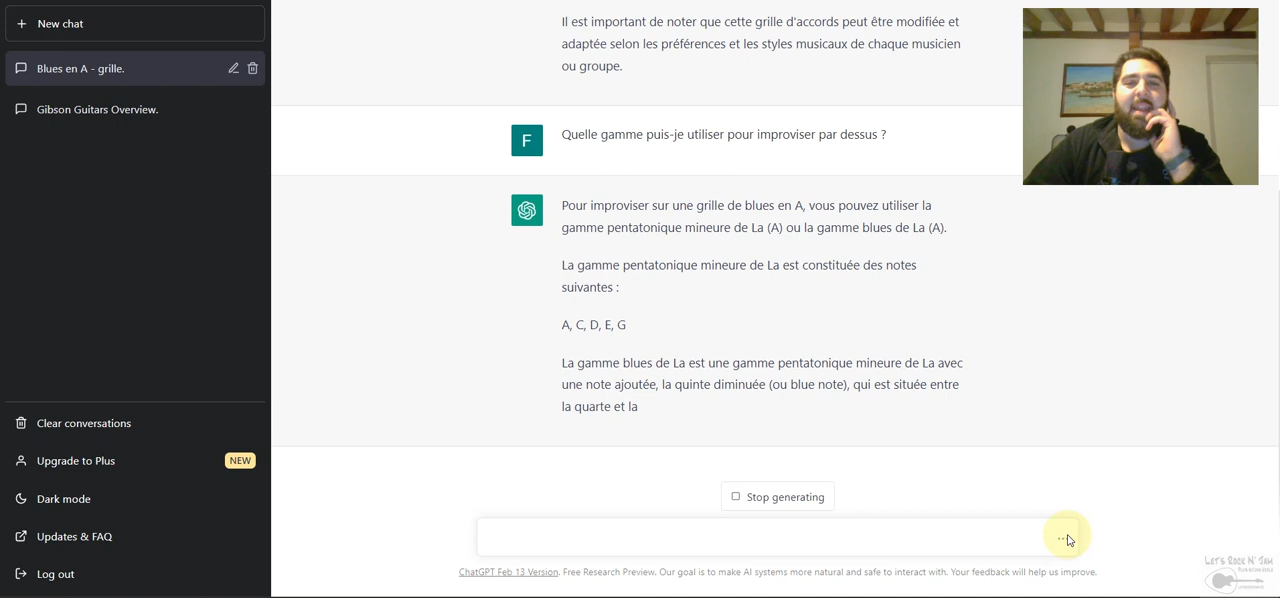 New chat
Blues en A - grille.
Gibson Guitars Overview.
Clear conversations
Upgrade to Plus
NEW
Dark mode
Updates & FAQ
Log out
Il est important de noter que cette grille d'accords peut être modifiée et
adaptée selon les préférences et les styles musicaux de chaque musicien
ou groupe.
F
Quelle gamme puis-je utiliser pour improviser par dessus ?
Pour improviser sur une grille de blues en A, vous pouvez utiliser la
gamme pentatonique mineure de La (A) ou la gamme blues de La (A).
La gamme pentatonique mineure de La est constituée des notes
suivantes :
A, C, D, E, G
La gamme blues de La est une gamme pentatonique mineure de La avec
une note ajoutée, la quinte diminuée (ou blue note), qui est située entre
la quarte et la
Stop generating
ChatGPT Feb 13 Version. Free Research Preview. Our goal is to make AI systems more natural and safe to interact with. Your feedback will help us improve.
LET'S ROCK N' JAM